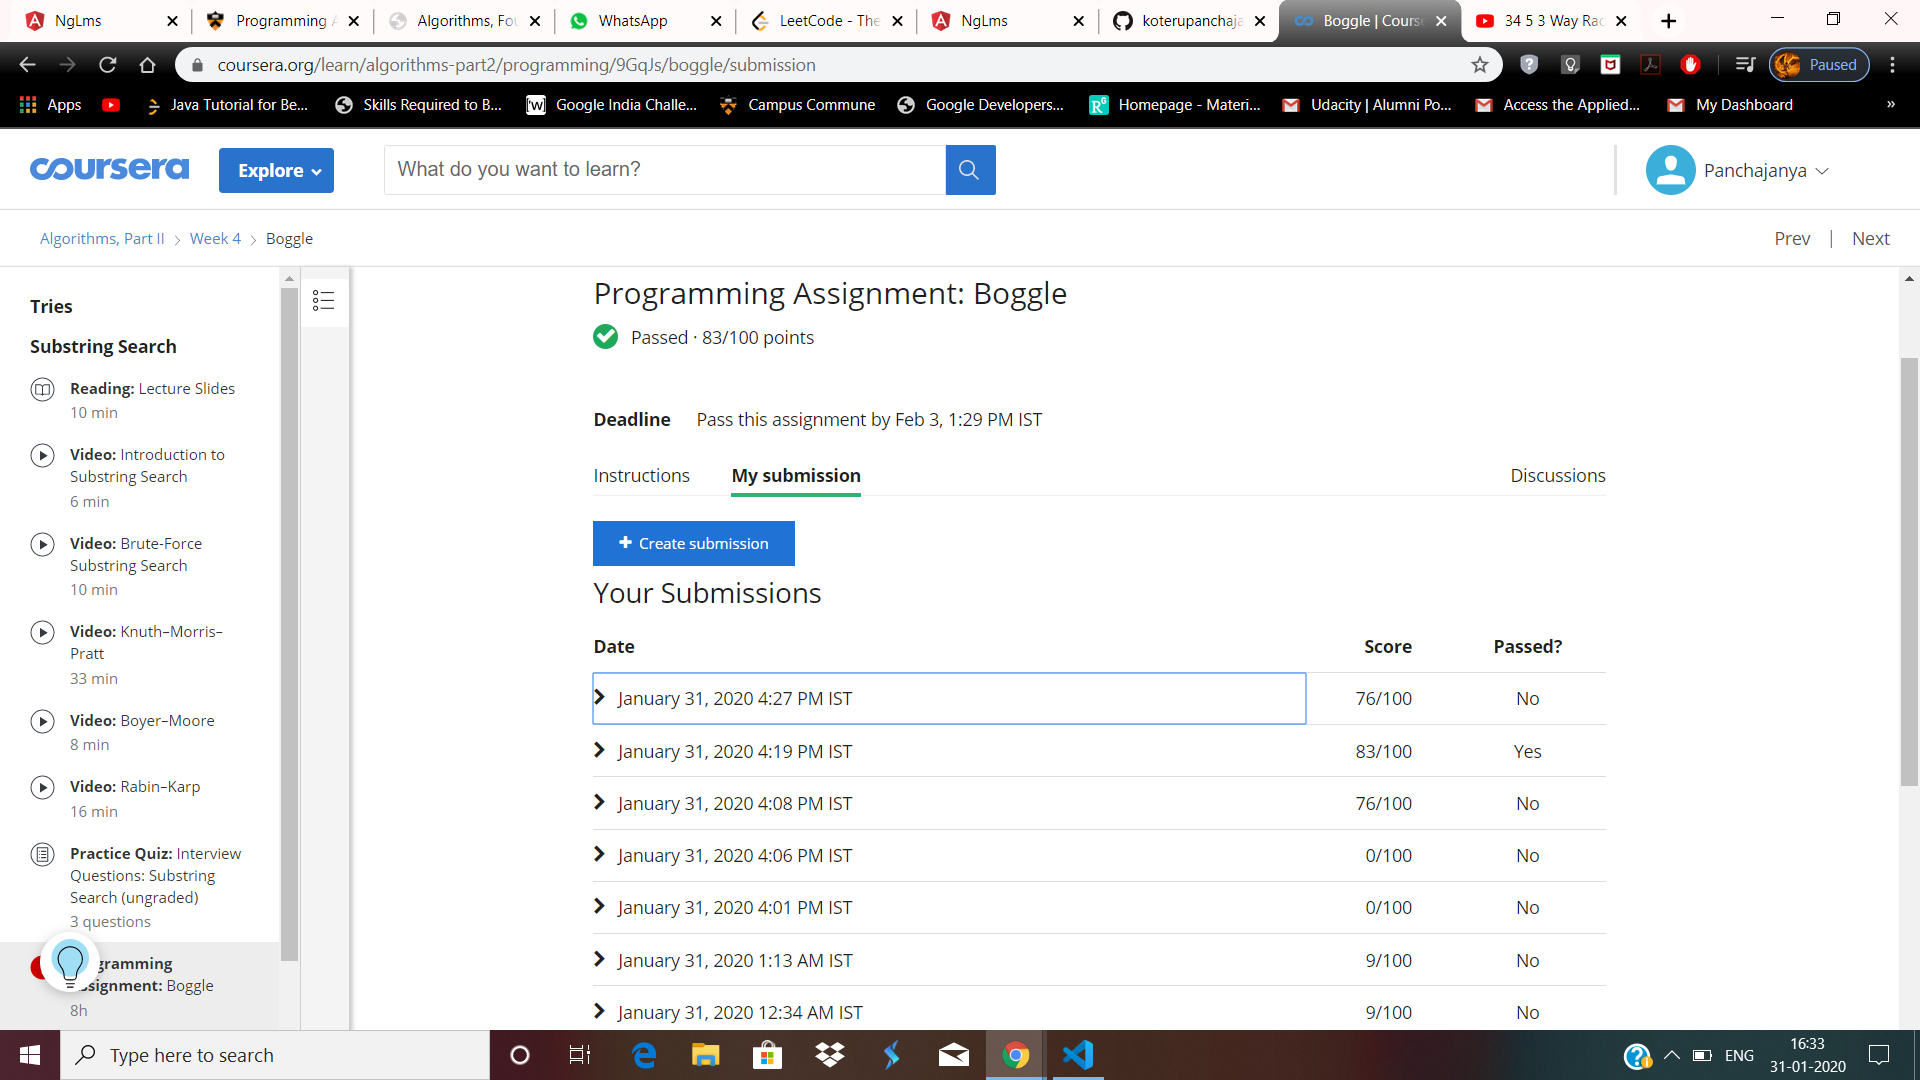 NgLms
Programming A
Algorithms, Fou
WhatsApp
LeetCode - The
NgLms
koterupanchaja
Boggle | Course
34 5 3 Way Rad
coursera.org/learn/algorithms-part2/programming/9GqJs/boggle/submission
Paused
Apps
Java Tutorial for Be...
Skills Required to B...
Google India Challe...
Campus Commune
Google Developers...
Homepage - Materi...
Udacity | Alumni Po...
Access the Applied...
My Dashboard
»
coursera
Explore
What do you want to learn?
Panchajanya
Algorithms, Part II > Week 4 > Boggle
Prev | Next
Tries
Substring Search
Reading: Lecture Slides
10 min
Video: Introduction to
Substring Search
6 min
Video: Brute-Force
Substring Search
10 min
Video: Knuth–Morris–
Pratt
33 min
Video: Boyer–Moore
8 min
Video: Rabin–Karp
16 min
Practice Quiz: Interview
Questions: Substring
Search (ungraded)
3 questions
gramming
ssignment: Boggle
8h
Programming Assignment: Boggle
Passed · 83/100 points
Deadline Pass this assignment by Feb 3, 1:29 PM IST
Instructions
My submission
Discussions
+ Create submission
Your Submissions
Date Score Passed?
January 31, 2020 4:27 PM IST 76/100 No
January 31, 2020 4:19 PM IST 83/100 Yes
January 31, 2020 4:08 PM IST 76/100 No
January 31, 2020 4:06 PM IST 0/100 No
January 31, 2020 4:01 PM IST 0/100 No
January 31, 2020 1:13 AM IST 9/100 No
January 31, 2020 12:34 AM IST 9/100 No
Type here to search
ENG
16:33
31-01-2020